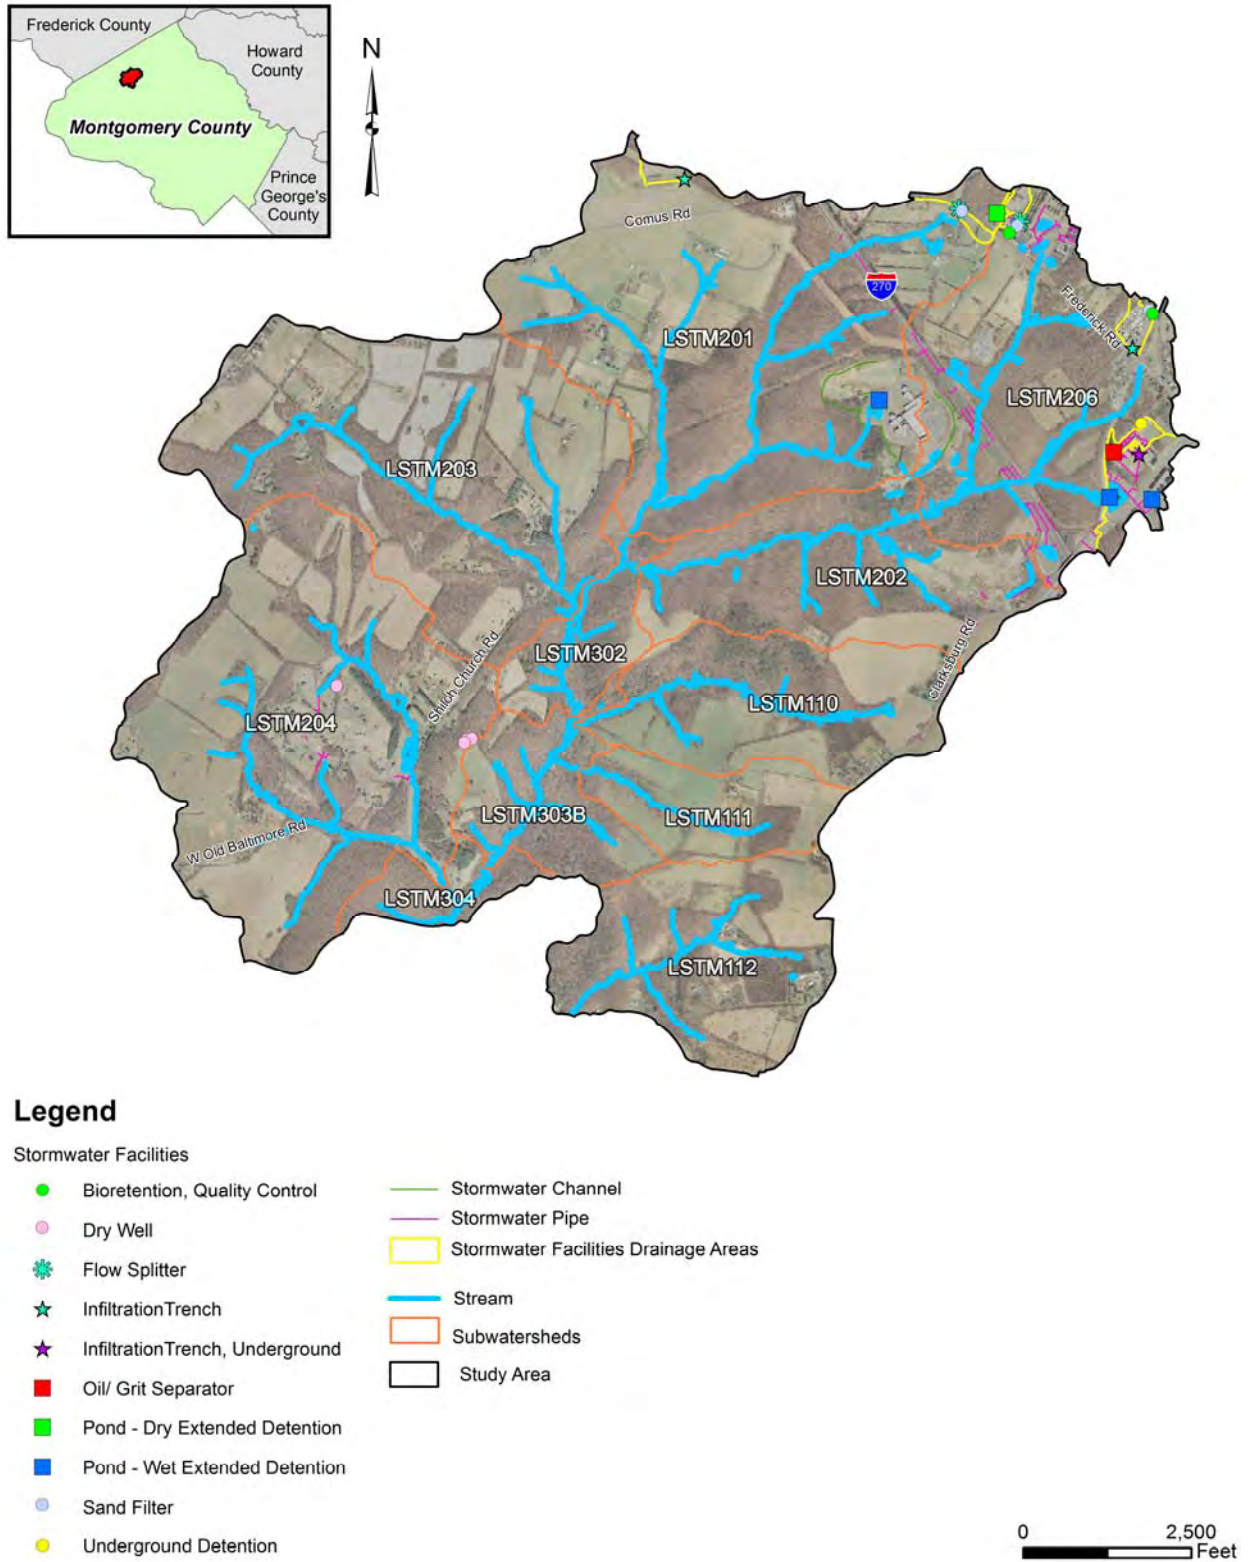 Frederick County
Howard
County
Montgomery County
Prince
George's
County
N
Comus Rd
270
Frederick Rd
LSTM201
LSTM206
LSTM203
LSTM202
Clarksburg Rd
LSTM302
Shiloh Church Rd
LSTM110
LSTM204
LSTM303B
LSTM111
W Old Baltimore Rd
LSTM304
LSTM112
Legend
Stormwater Facilities
Bioretention, Quality Control
Dry Well
Flow Splitter
InfiltrationTrench
InfiltrationTrench, Underground
Oil/ Grit Separator
Pond - Dry Extended Detention
Pond - Wet Extended Detention
Sand Filter
Underground Detention
Stormwater Channel
Stormwater Pipe
Stormwater Facilities Drainage Areas
Stream
Subwatersheds
Study Area
0 2,500
Feet